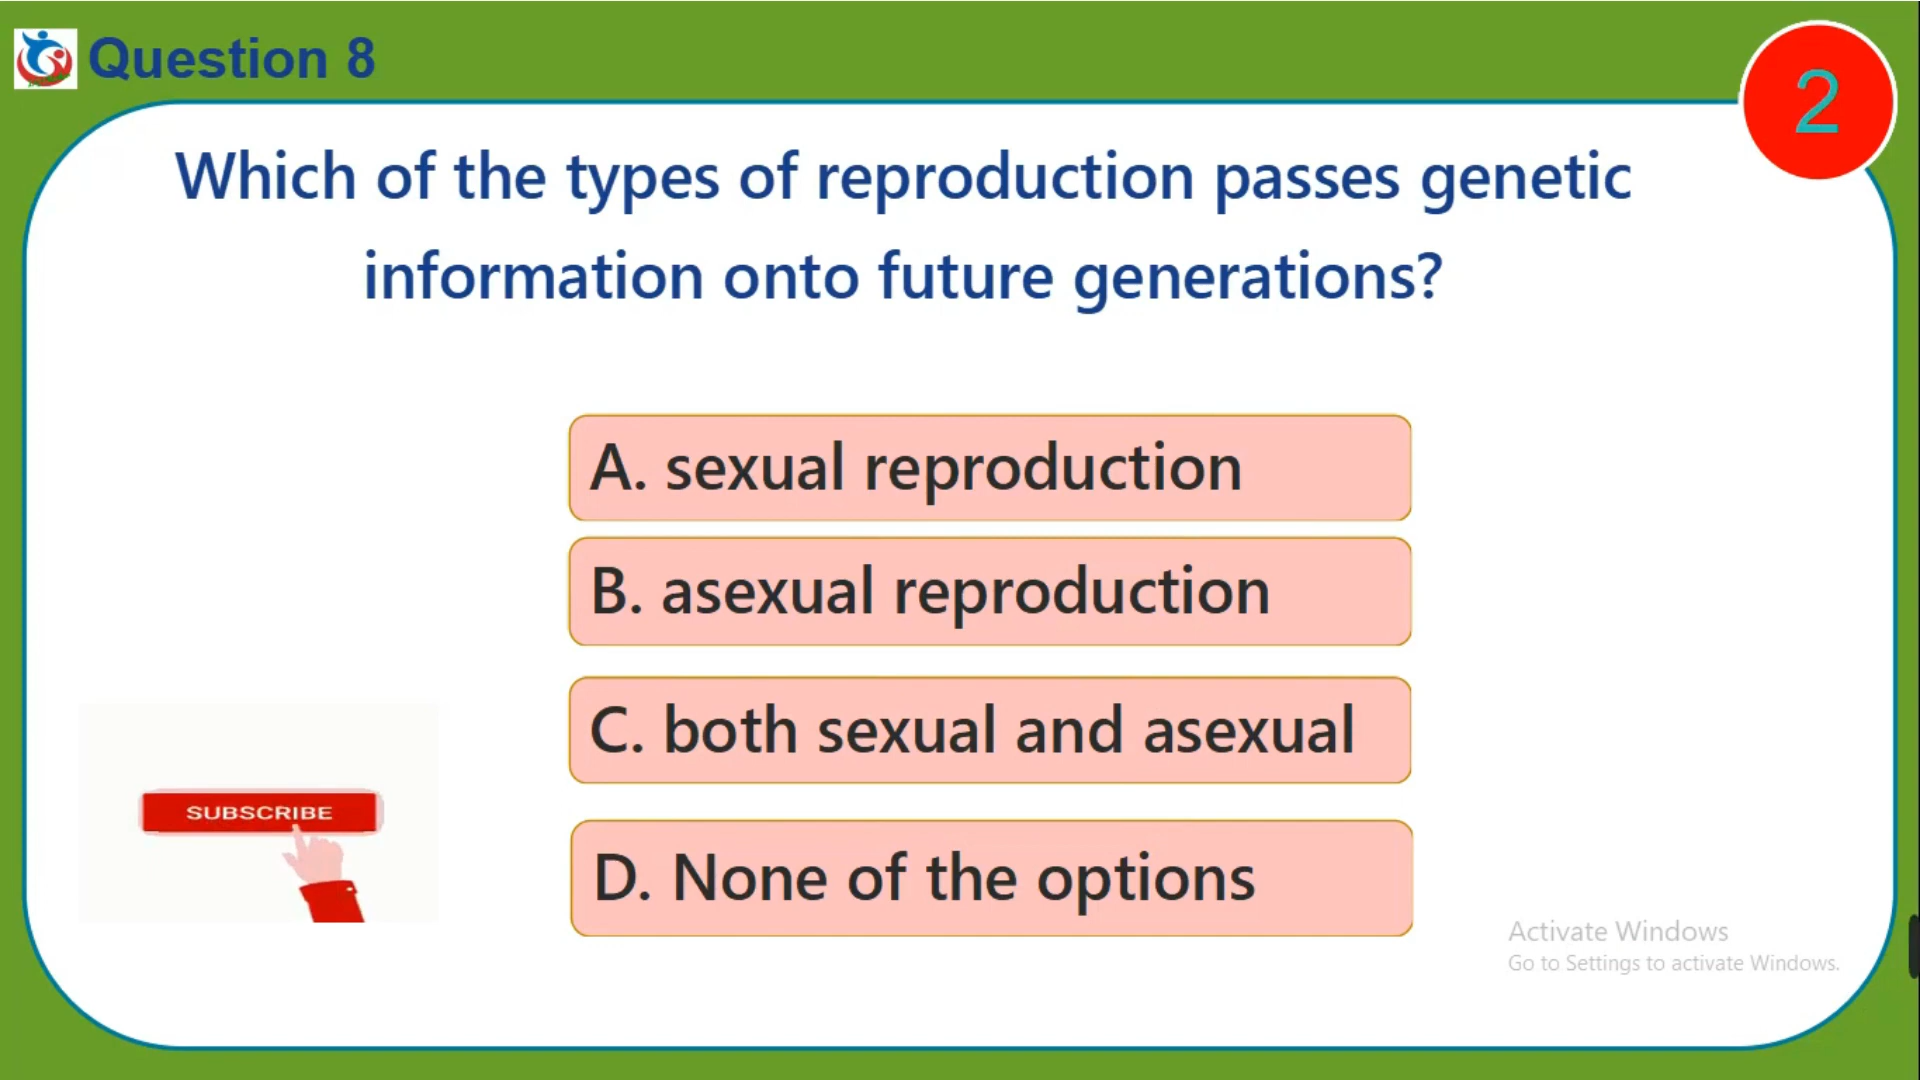 Question 8
2
Which of the types of reproduction passes genetic
information onto future generations?
A. sexual reproduction
B. asexual reproduction
C. both sexual and asexual
D. None of the options
SUBSCRIBE
Activate Windows
Go to Settings to activate Windows.